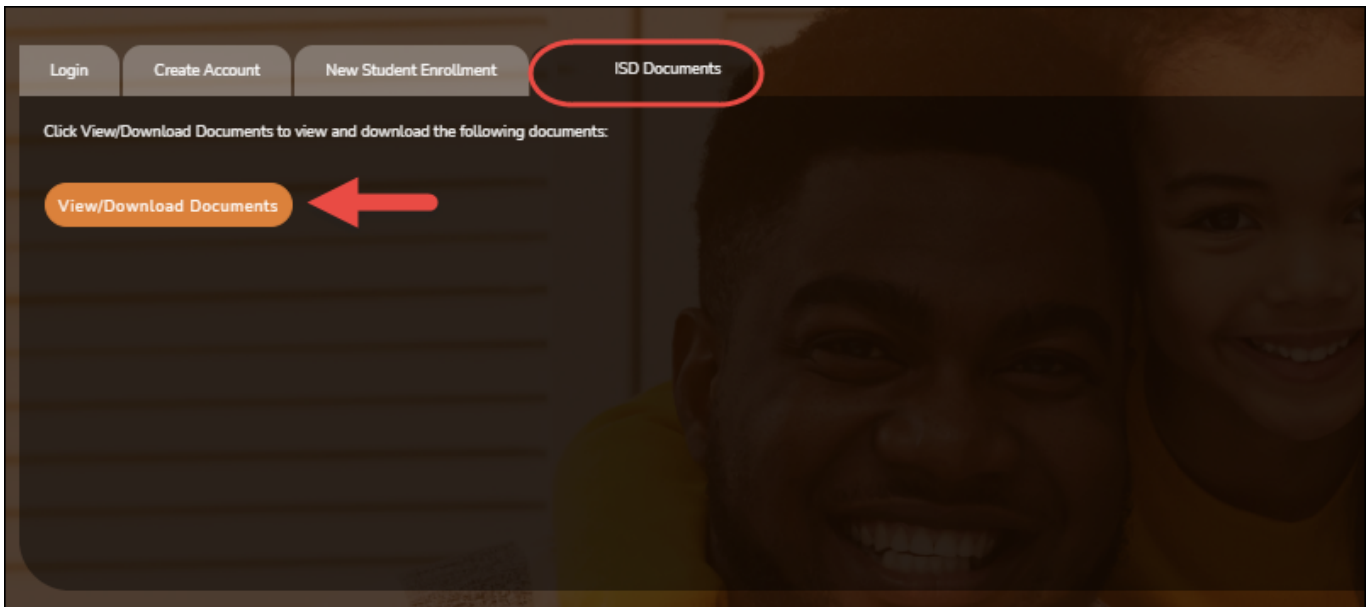 Login Create Account New Student Enrollment ISD Documents
Click View/Download Documents to view and download the following documents:
View/Download Documents